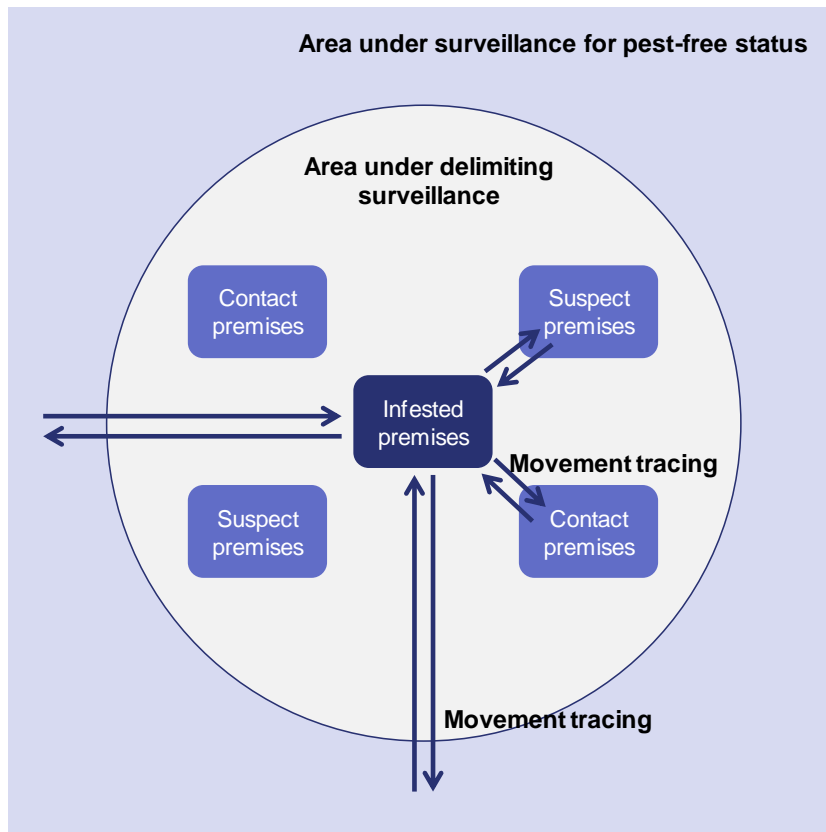 Area under surveillance for pest-free status
Area under delimiting
surveillance
Contact
premises
Suspect
premises
Infested
premises
Movement tracing
Suspect
premises
Contact
premises
Movement tracing